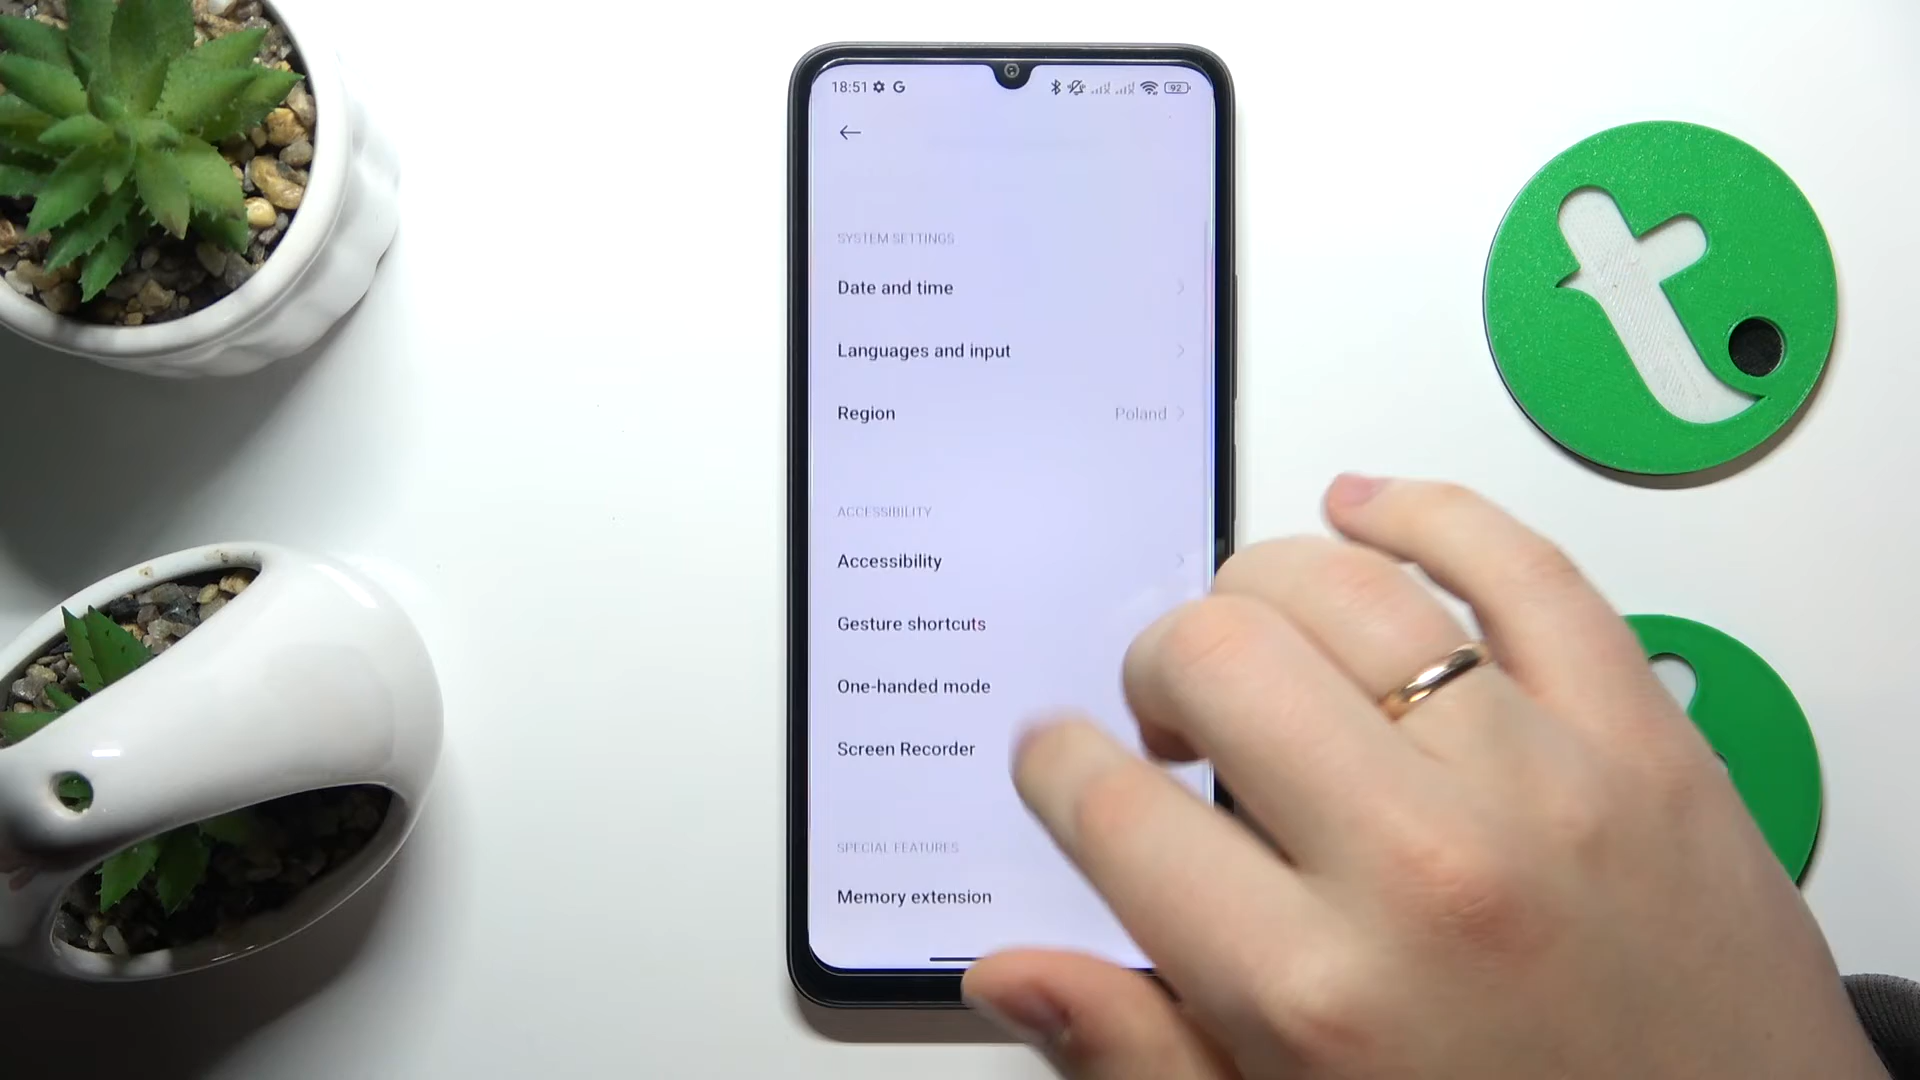 18:51 G 92
SYSTEM SETTINGS
Date and time
Languages and input
Region Poland
ACCESSIBILITY
Accessibility
Gesture shortcuts
One-handed mode
Screen Recorder
SPECIAL FEATURES
Memory extension
t.